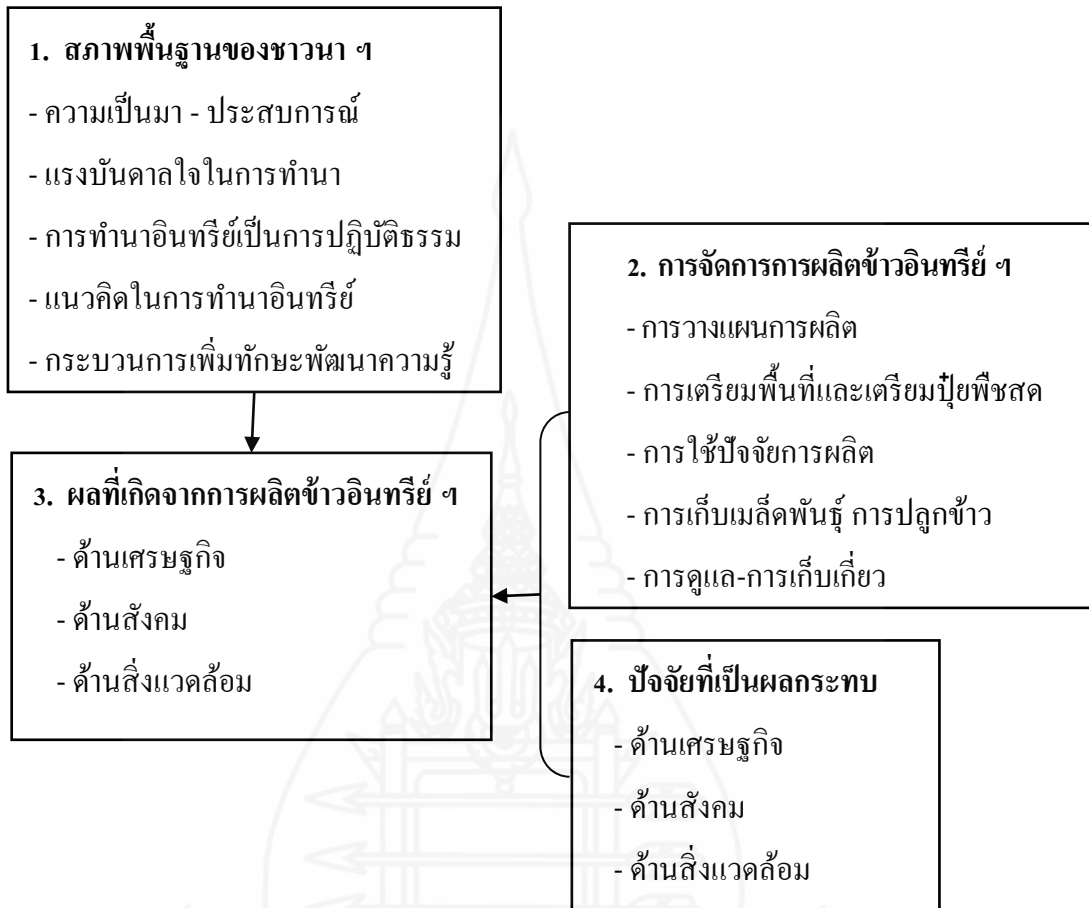 1. สภาพพื้นฐานของชาวนา ฯ
- ความเป็นมา - ประสบการณ์
- แรงบันดาลใจในการทำนา
- การทำนาอินทรีย์เป็นการปฏิบัติธรรม
- แนวคิดในการทำนาอินทรีย์
- กระบวนการเพิ่มทักษะพัฒนาความรู้
2. การจัดการการผลิตข้าวอินทรีย์ ฯ
- การวางแผนการผลิต
- การเตรียมพื้นที่และเตรียมปุ๋ยพืชสด
- การใช้ปัจจัยการผลิต
- การเก็บเมล็ดพันธุ์ การปลูกข้าว
- การดูแล-การเก็บเกี่ยว
3. ผลที่เกิดจากการผลิตข้าวอินทรีย์ ฯ
- ด้านเศรษฐกิจ
- ด้านสังคม
- ด้านสิ่งแวดล้อม
4. ปัจจัยที่เป็นผลกระทบ
- ด้านเศรษฐกิจ
- ด้านสังคม
- ด้านสิ่งแวดล้อม